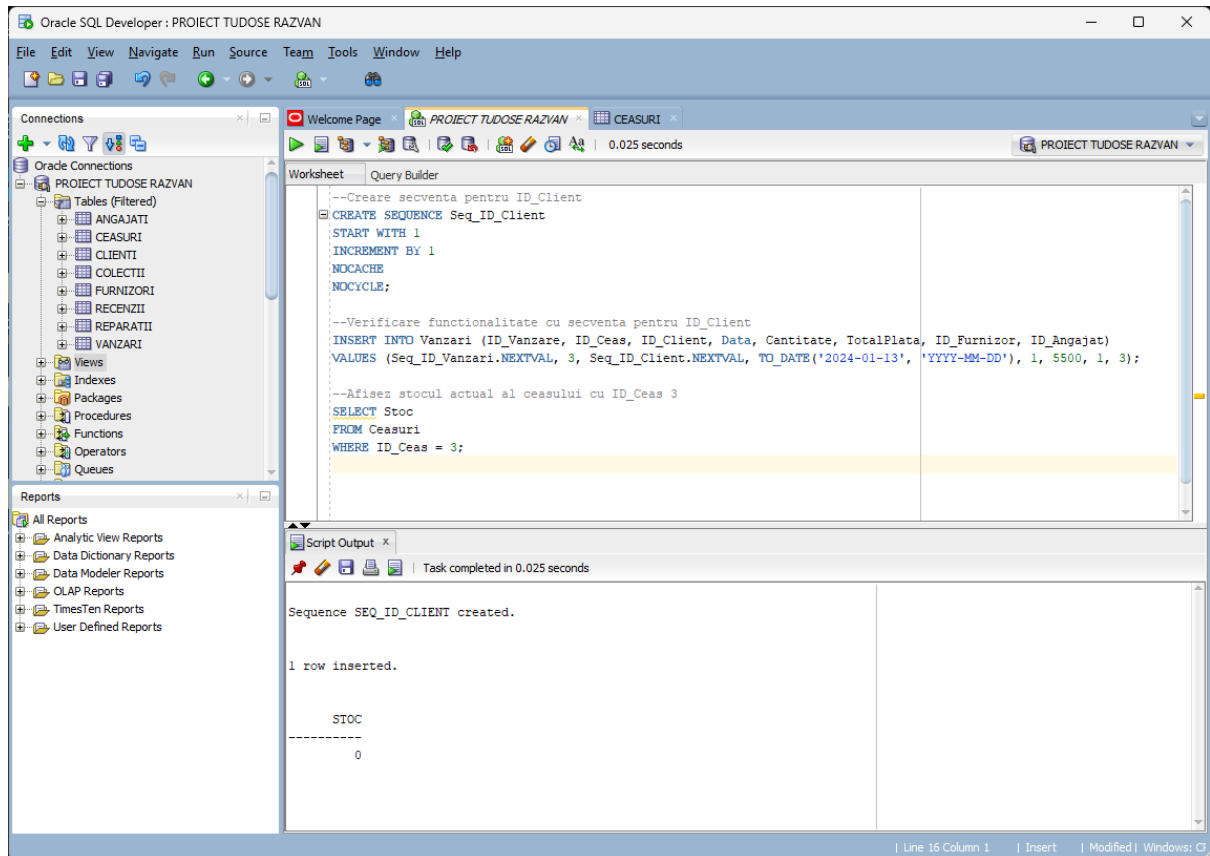 Oracle SQL Developer : PROIECT TUDOSE RAZVAN
File Edit View Navigate Run Source Team Tools Window Help
Connections
Oracle Connections
PROIECT TUDOSE RAZVAN
Tables (Filtered)
ANGAJATI
CEASURI
CLIENTI
COLECTII
FURNIZORI
RECENZII
REPARATII
VANZARI
Views
Indexes
Packages
Procedures
Functions
Operators
Queues
Reports
All Reports
Analytic View Reports
Data Dictionary Reports
Data Modeler Reports
OLAP Reports
TimesTen Reports
User Defined Reports
Welcome Page PROIECT TUDOSE RAZVAN CEASURI
0.025 seconds PROIECT TUDOSE RAZVAN
Worksheet Query Builder
--Creare secventa pentru ID_Client
CREATE SEQUENCE Seq_ID_Client
START WITH 1
INCREMENT BY 1
NOCACHE
NOCYCLE;
--Verificare functionalitate cu secventa pentru ID_Client
INSERT INTO Vanzari (ID_Vanzare, ID_Ceas, ID_Client, Data, Cantitate, TotalPlata, ID_Furnizor, ID_Angajat)
VALUES (Seq_ID_Vanzari.NEXTVAL, 3, Seq_ID_Client.NEXTVAL, TO_DATE('2024-01-13', 'YYYY-MM-DD'), 1, 5500, 1, 3);
--Afisez stocul actual al ceasului cu ID_Ceas 3
SELECT Stoc
FROM Ceasuri
WHERE ID_Ceas = 3;
Script Output
Task completed in 0.025 seconds
Sequence SEQ_ID_CLIENT created.
1 row inserted.
STOC
----------
0
Line 16 Column 1 | Insert | Modified | Windows: CF